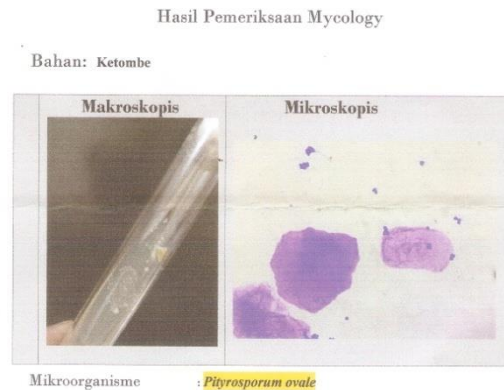 Hasil Pemeriksaan Mycology
Bahan: Ketombe
Makroskopis Mikroskopis
Mikroorganisme : Pityrosporum ovale